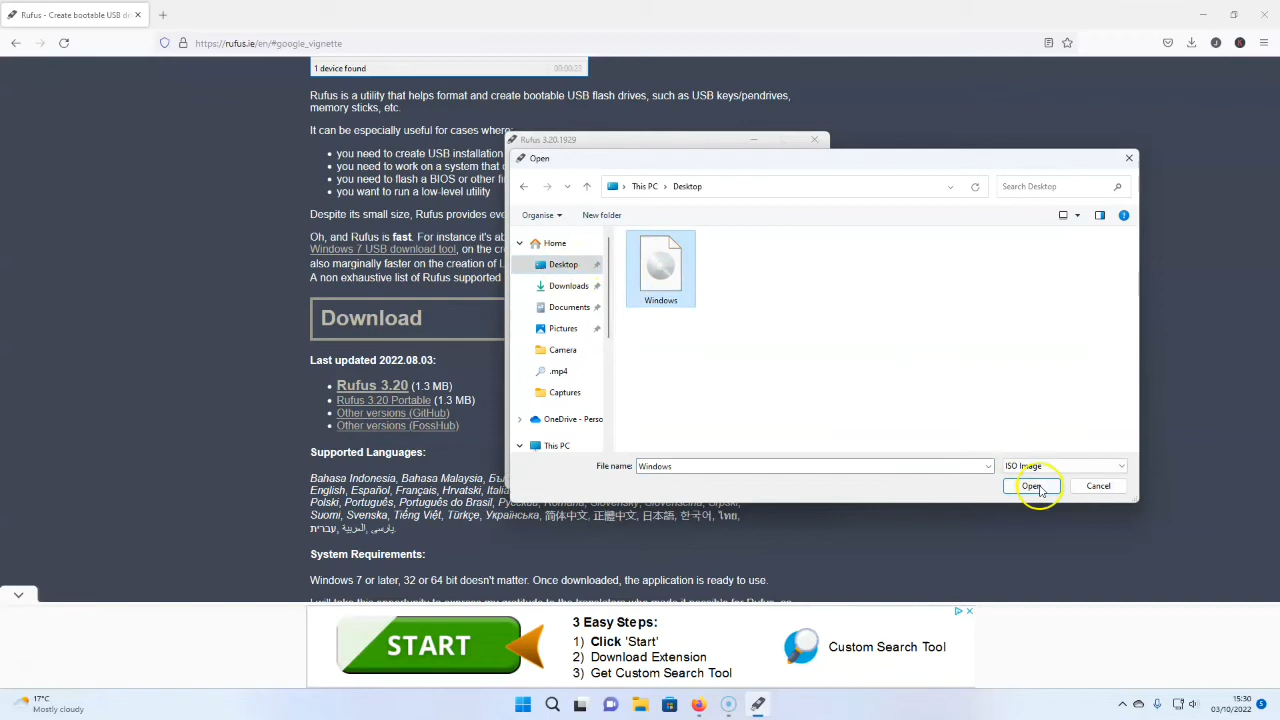 Rufus - Create bootable USB d
https://rufus.ie/en/#google_vignette
1 device found
00:00:23
Rufus is a utility that helps format and create bootable USB flash drives, such as USB keys/pendrives,
memory sticks, etc.
It can be especially useful for cases where:
you need to create USB installation
you need to work on a system that
you need to flash a BIOS or other
you want to run a low-level utility
Despite its small size, Rufus provides
Oh, and Rufus is fast. For instance it's
Windows 7 USB download tool, on the
also marginally faster on the creation of
A non exhaustive list of Rufus supported
Download
Last updated 2022.08.03:
Rufus 3.20 (1.3 MB)
Rufus 3.20 Portable (1.3 MB)
Other versions (GitHub)
Other versions (FossHub)
Supported Languages:
Bahasa Indonesia, Bahasa Malaysia,
English, Español, Français, Hrvatski,
Polski, Português, Português do Brasil,
Suomi, Svenska, Tiếng Việt, Türkçe, Українська, 简体中文, 正體中文, 日本語, 한국어, ไทย,
עברית, العربية, پارسی.
System Requirements:
Windows 7 or later, 32 or 64 bit doesn't matter. Once downloaded, the application is ready to use.
Rufus 3.20.1929
Open
This PC
Desktop
Search Desktop
Organise
New folder
Home
Desktop
Downloads
Documents
Pictures
Camera
.mp4
Captures
OneDrive - Perso
This PC
Windows
File name:
Windows
ISO Image
Open
Cancel
START
3 Easy Steps:
1) Click 'Start'
2) Download Extension
3) Get Custom Search Tool
Custom Search Tool
17°C
Mostly cloudy
15:30
03/10/2022
5